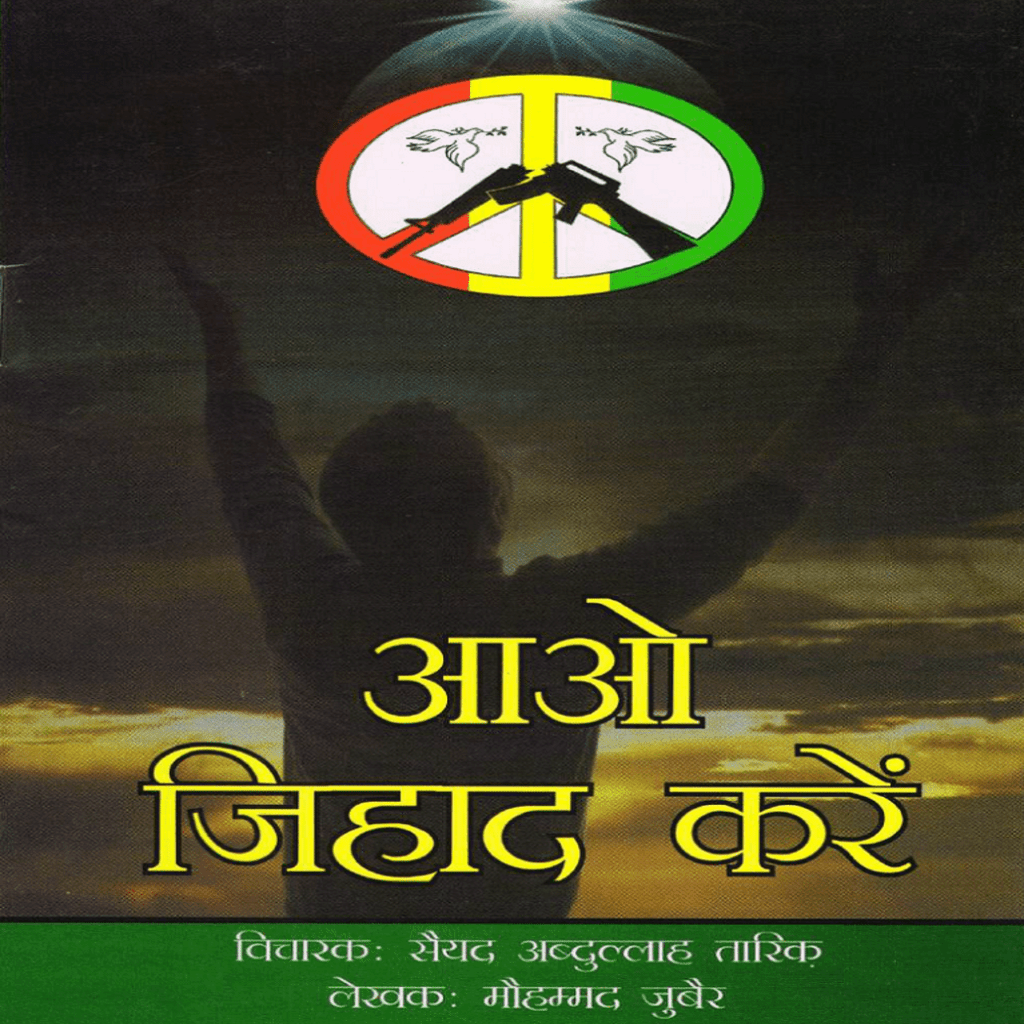 आओ
जिहाद करें
विचारक: सैयद अब्दुल्लाह तारिक़
लेखक: मौहम्मद जुबैर